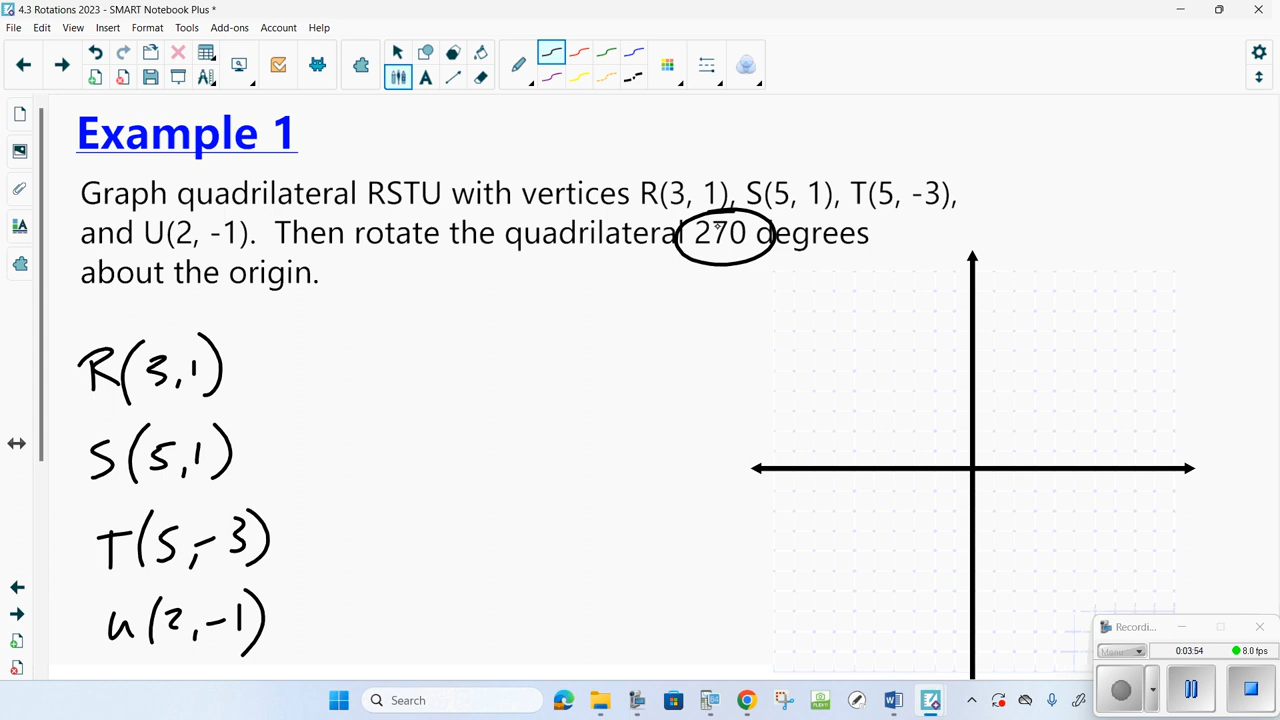 4.3 Rotations 2023 - SMART Notebook Plus *
File Edit View Insert Format Tools Add-ons Account Help
Example 1
Graph quadrilateral RSTU with vertices R(3, 1), S(5, 1), T(5, -3),
and U(2, -1). Then rotate the quadrilateral 270 degrees
about the origin.
R(3,1)
S(5,1)
T(5,-3)
U(2,-1)
Recordi...
Menu 0:03:54 8.0 fps
Search